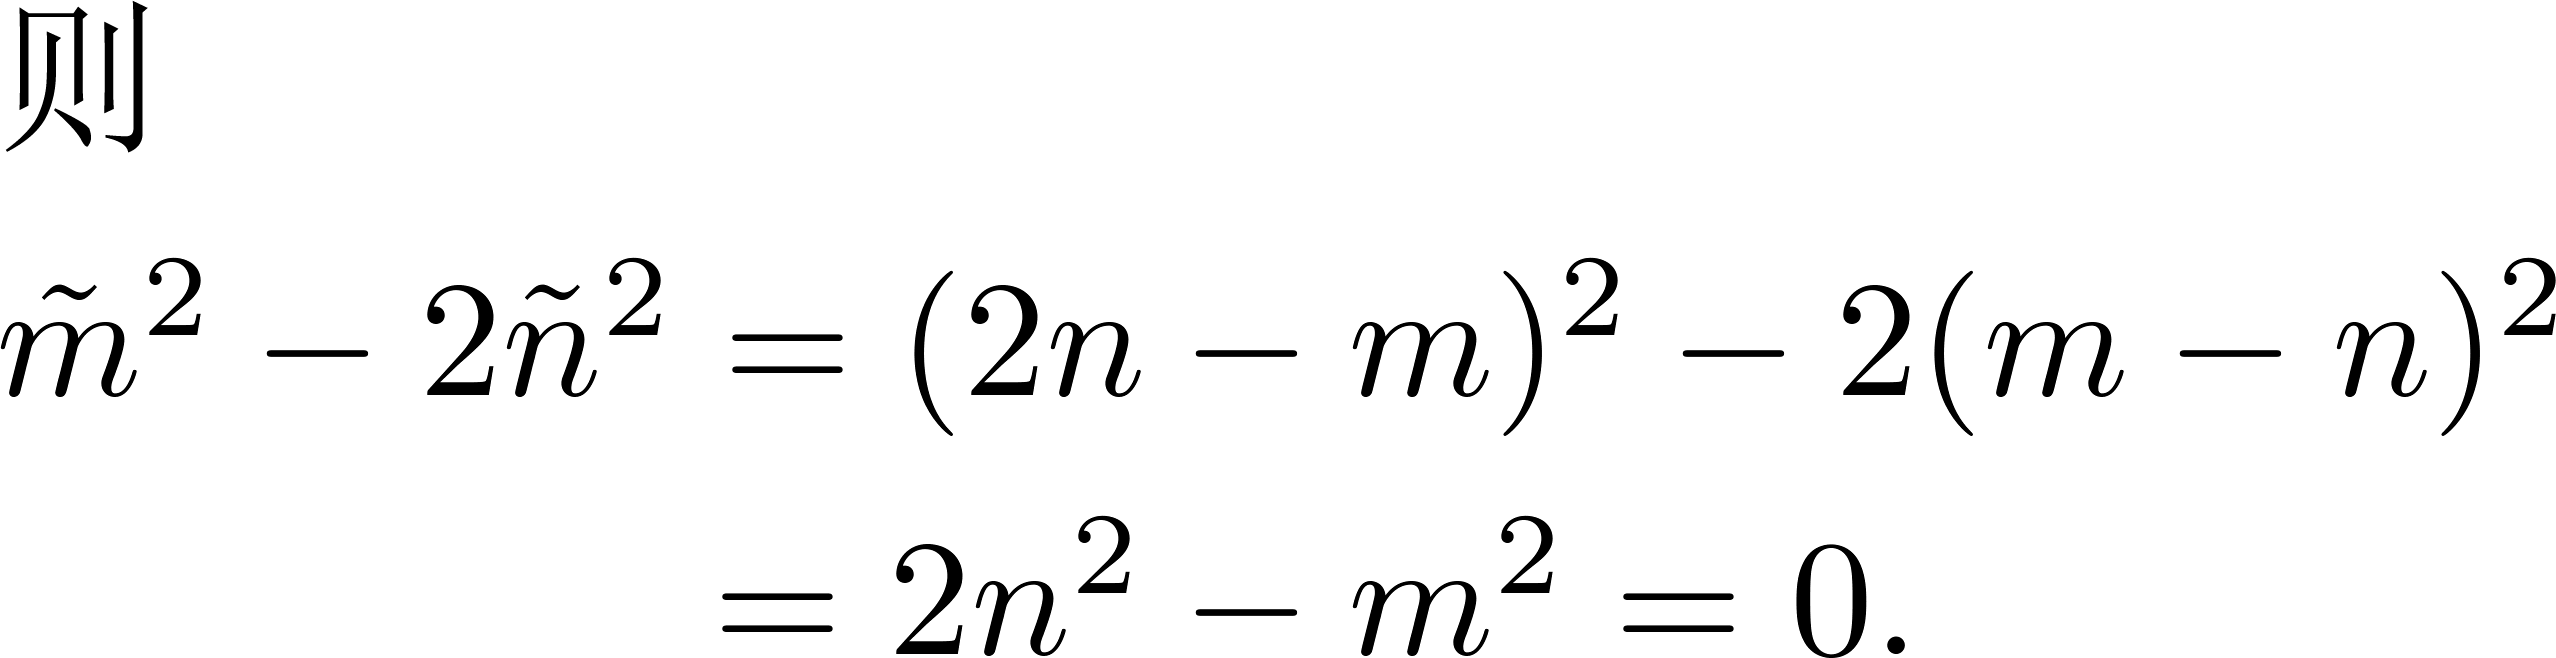 则
m̃² − 2ñ² = (2n − m)² − 2(m − n)²
= 2n² − m² = 0.